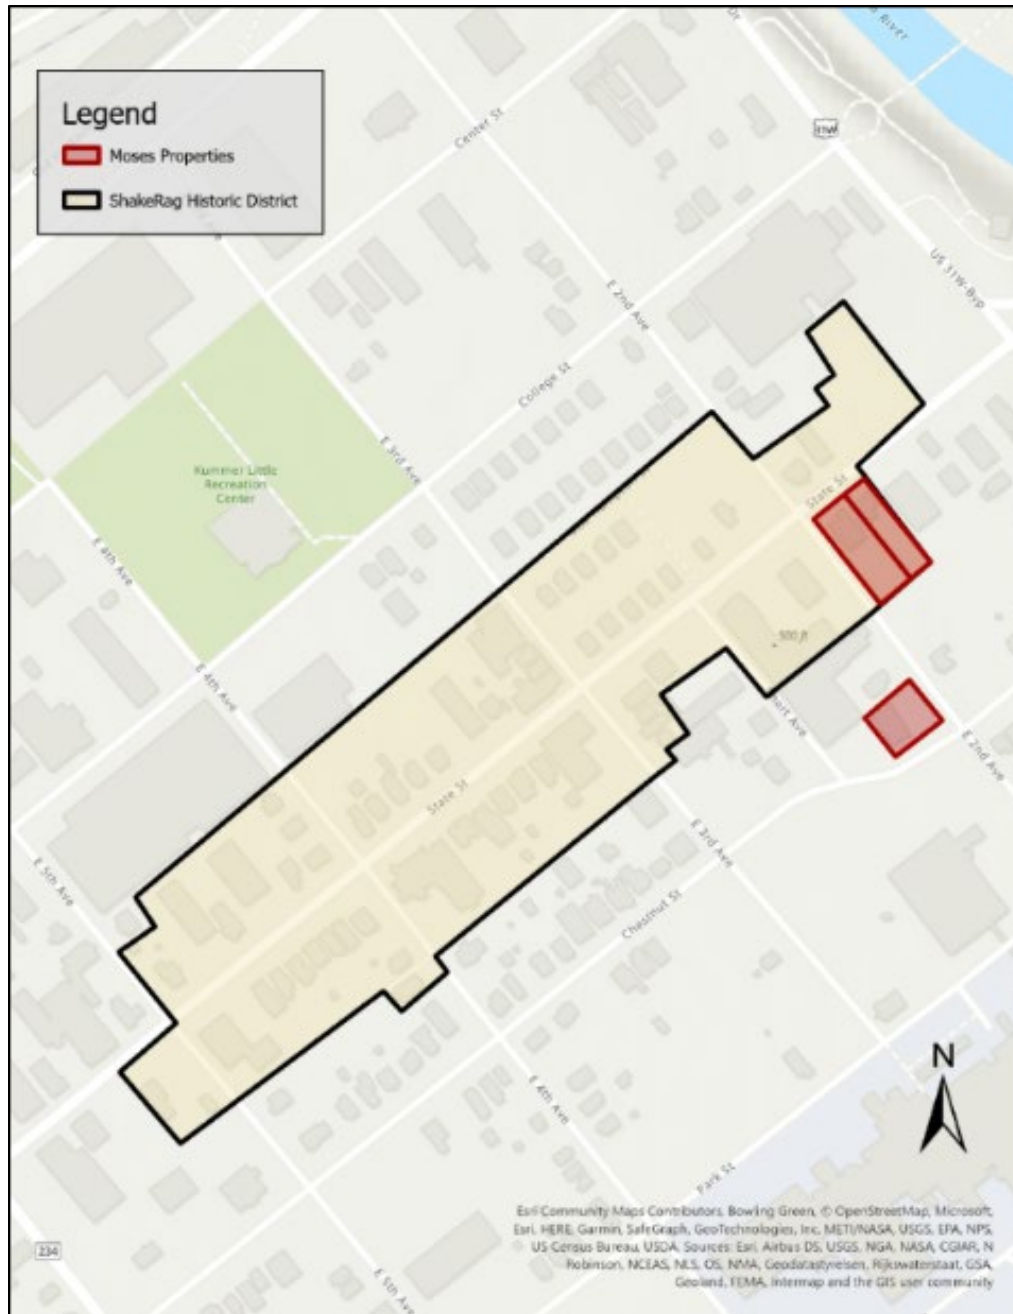 River
Dr
Legend
Moses Properties
ShakeRag Historic District
Center St
31W
US 31W-Byp
E 2nd Ave
College St
E 3rd Ave
Kummer Little
Recreation
Center
State St
E 4th Ave
500 ft
E 4th Ave
Ave
E 2nd Ave
State St
E 3rd Ave
E 5th Ave
Chestnut St
N
E 4th Ave
Park St
234
E 5th Ave
Esri Community Maps Contributors, Bowling Green, © OpenStreetMap, Microsoft,
Esri, HERE, Garmin, SafeGraph, GeoTechnologies, Inc, METI/NASA, USGS, EPA, NPS,
US Census Bureau, USDA, Sources: Esri, Airbus DS, USGS, NGA, NASA, CGIAR, N
Robinson, NCEAS, NLS, OS, NMA, Geodatastyrelsen, Rijkswaterstaat, GSA,
Geoland, FEMA, Intermap and the GIS user community